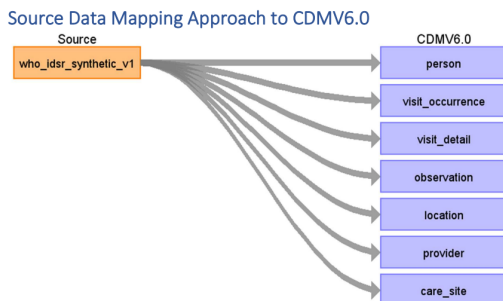 Source Data Mapping Approach to CDMV6.0
Source
CDMV6.0
who_idsr_synthetic_v1
person
visit_occurrence
visit_detail
observation
location
provider
care_site